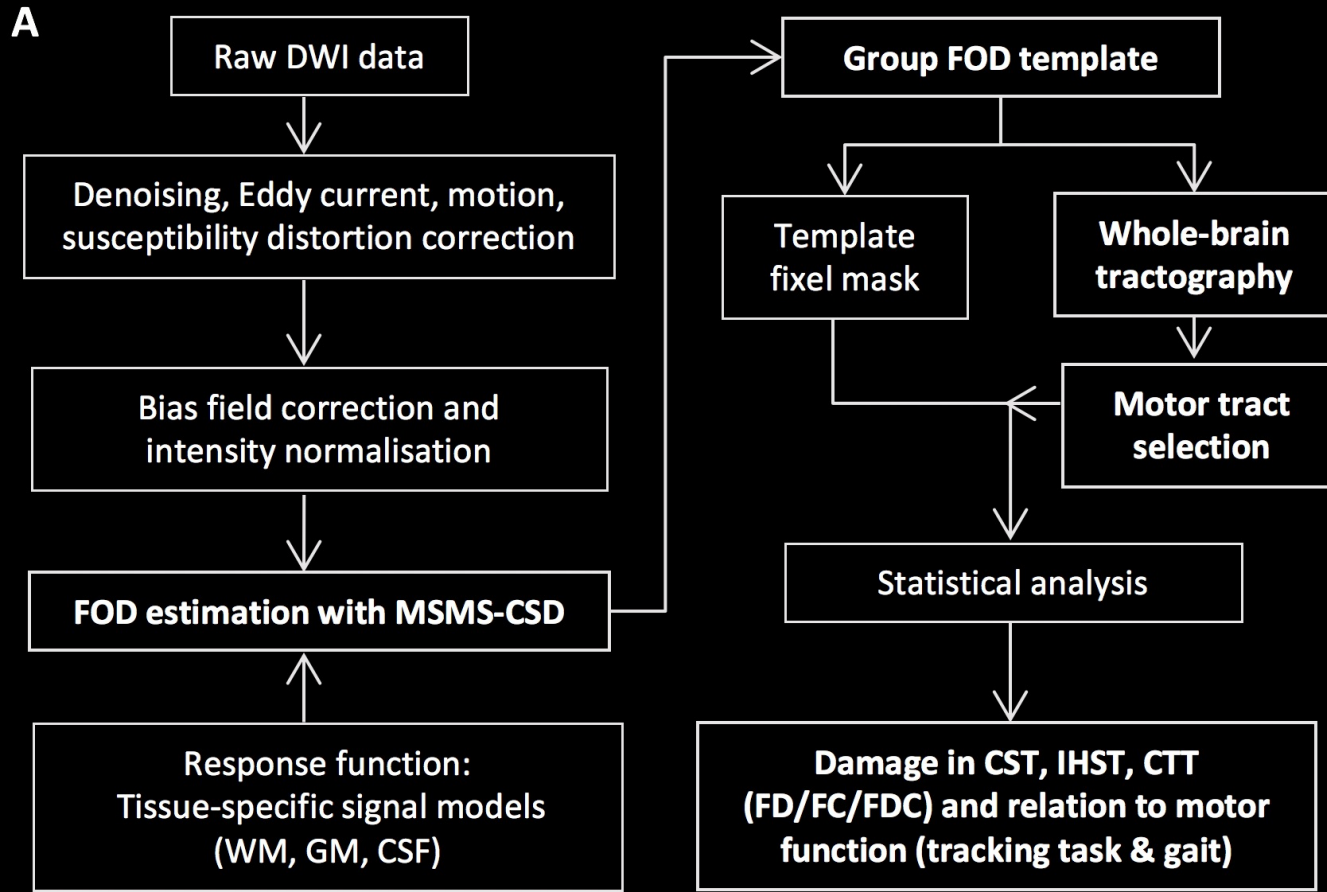 A
Raw DWI data
Denoising, Eddy current, motion,
susceptibility distortion correction
Bias field correction and
intensity normalisation
FOD estimation with MSMS-CSD
Response function:
Tissue-specific signal models
(WM, GM, CSF)
Group FOD template
Template
fixel mask
Whole-brain
tractography
Motor tract
selection
Statistical analysis
Damage in CST, IHST, CTT
(FD/FC/FDC) and relation to motor
function (tracking task & gait)